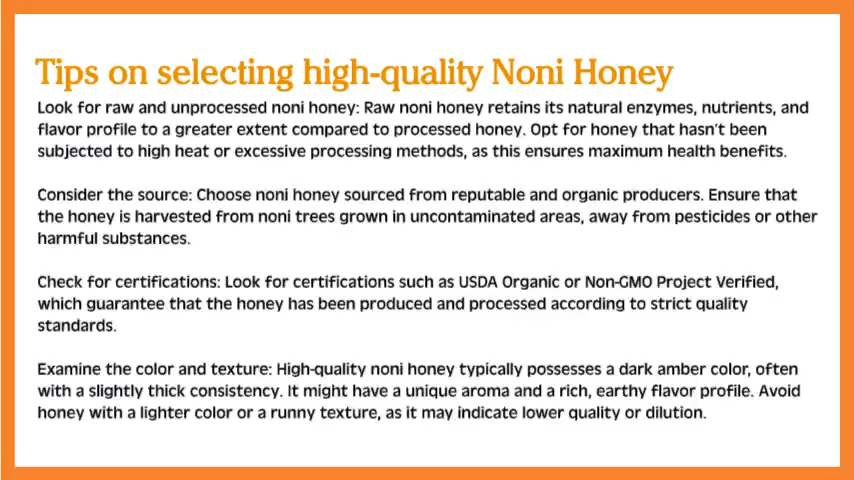 Tips on selecting high-quality Noni Honey
Look for raw and unprocessed noni honey: Raw noni honey retains its natural enzymes, nutrients, and
flavor profile to a greater extent compared to processed honey. Opt for honey that hasn't been
subjected to high heat or excessive processing methods, as this ensures maximum health benefits.
Consider the source: Choose noni honey sourced from reputable and organic producers. Ensure that
the honey is harvested from noni trees grown in uncontaminated areas, away from pesticides or other
harmful substances.
Check for certifications: Look for certifications such as USDA Organic or Non-GMO Project Verified,
which guarantee that the honey has been produced and processed according to strict quality
standards.
Examine the color and texture: High-quality noni honey typically possesses a dark amber color, often
with a slightly thick consistency. It might have a unique aroma and a rich, earthy flavor profile. Avoid
honey with a lighter color or a runny texture, as it may indicate lower quality or dilution.